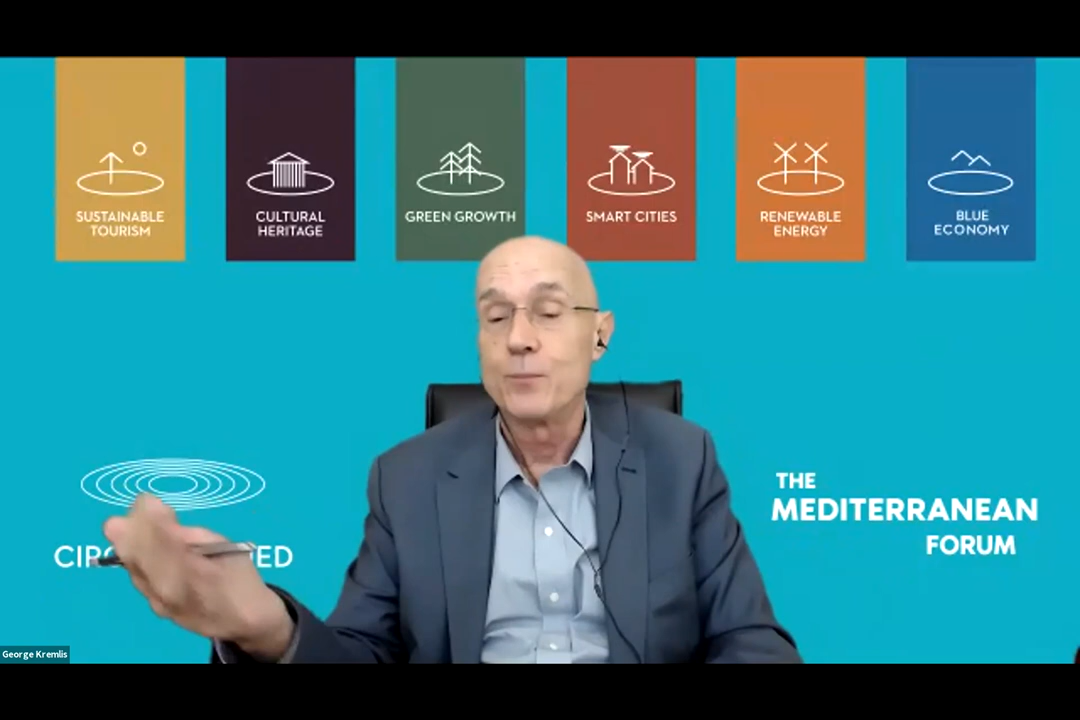 SUSTAINABLE
TOURISM
CULTURAL
HERITAGE
GREEN GROWTH
SMART CITIES
RENEWABLE
ENERGY
BLUE
ECONOMY
THE
MEDITERRANEAN
FORUM
George Kremlis